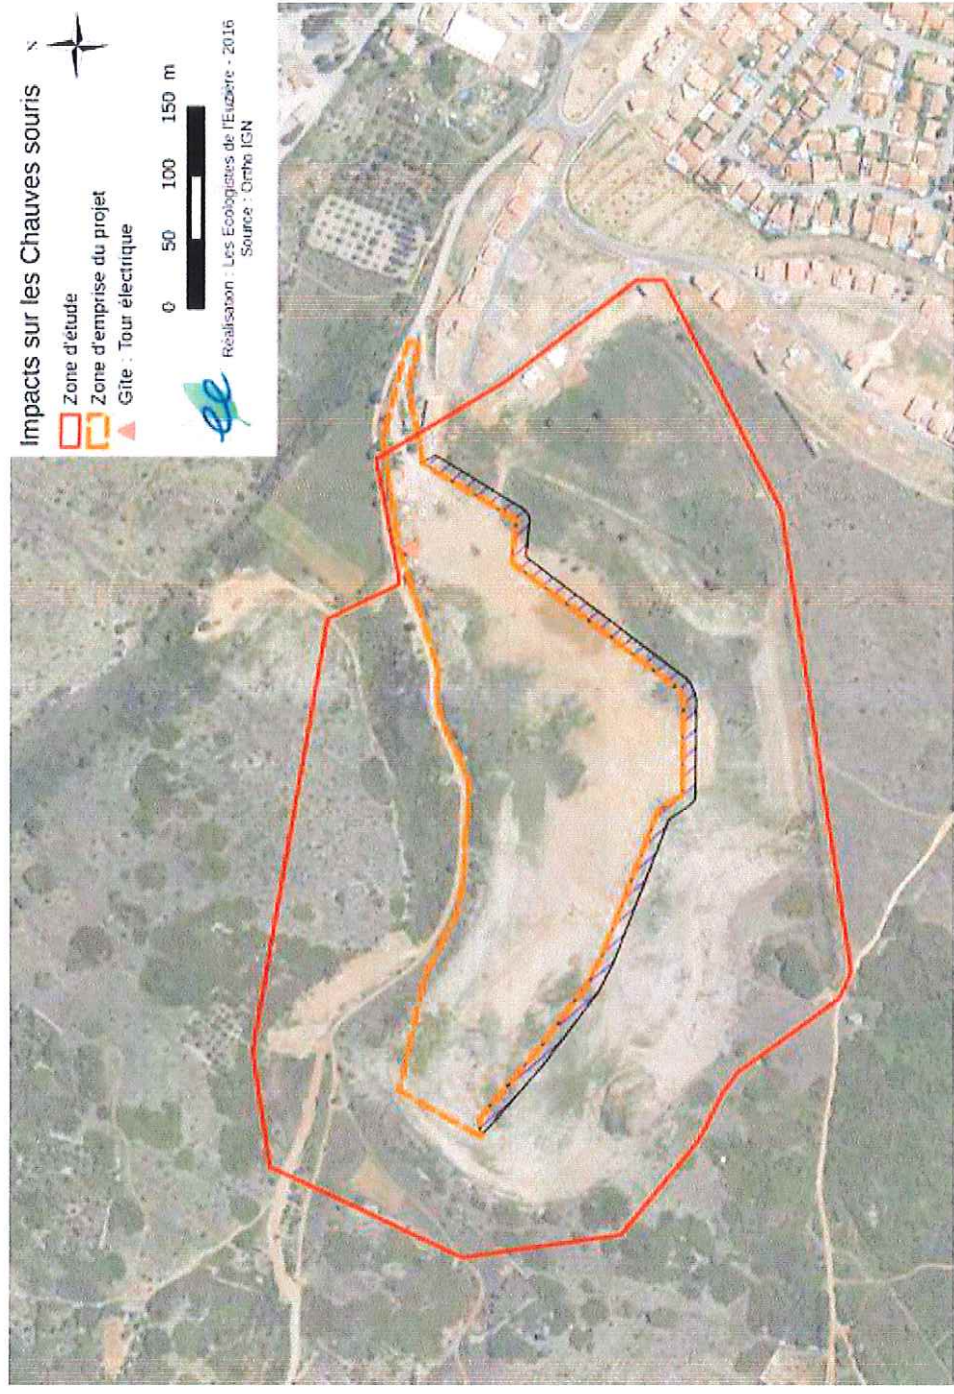 Impacts sur les Chauves souris
N
Zone d'étude
Zone d'emprise du projet
Gîte : Tour électrique
0 50 100 150 m
Réalisation : Les Ecologistes de l'Euzière - 2016
Source : Ortho IGN